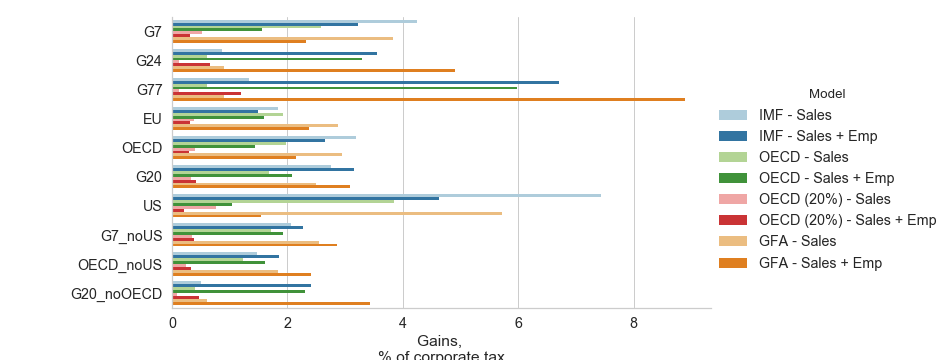 G7
G24
G77
EU
OECD
G20
US
G7_noUS
OECD_noUS
G20_noOECD
0 2 4 6 8
Gains,
% of corporate tax
Model
IMF - Sales
IMF - Sales + Emp
OECD - Sales
OECD - Sales + Emp
OECD (20%) - Sales
OECD (20%) - Sales + Emp
GFA - Sales
GFA - Sales + Emp